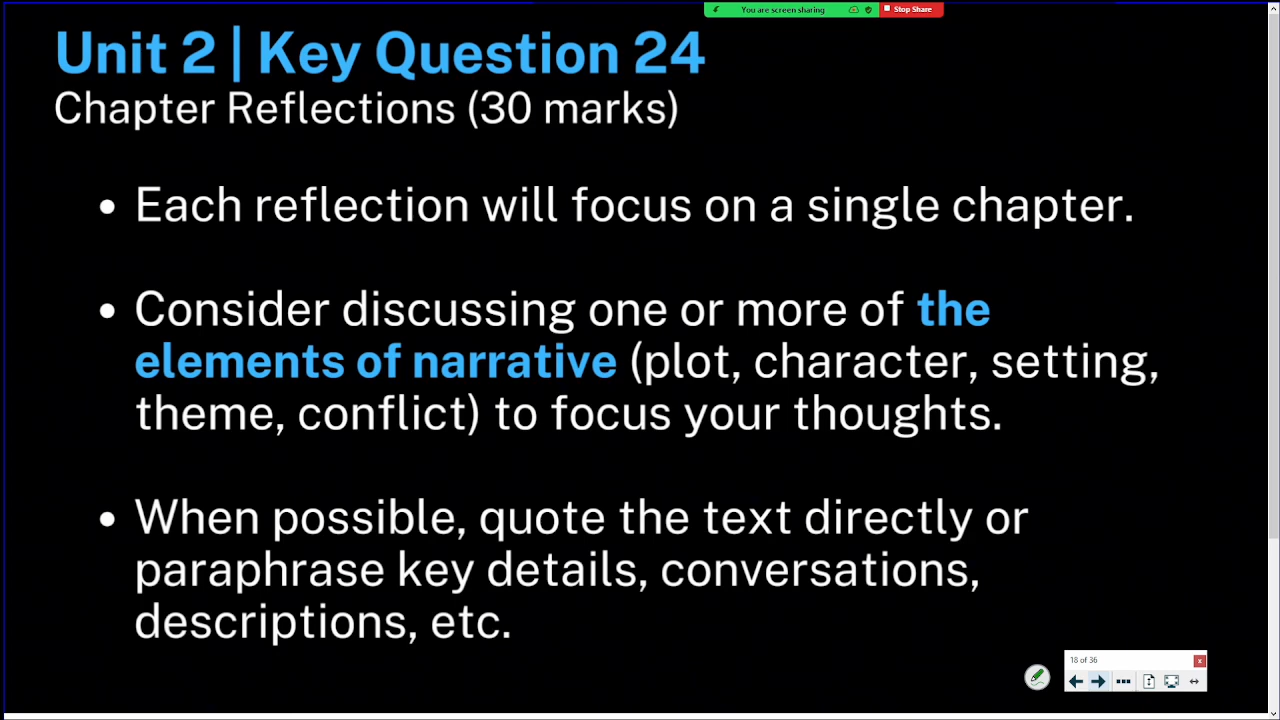 You are screen sharing
Stop Share
Unit 2 | Key Question 24
Chapter Reflections (30 marks)
• Each reflection will focus on a single chapter.
• Consider discussing one or more of the
elements of narrative (plot, character, setting,
theme, conflict) to focus your thoughts.
• When possible, quote the text directly or
paraphrase key details, conversations,
descriptions, etc.
18 of 36
x